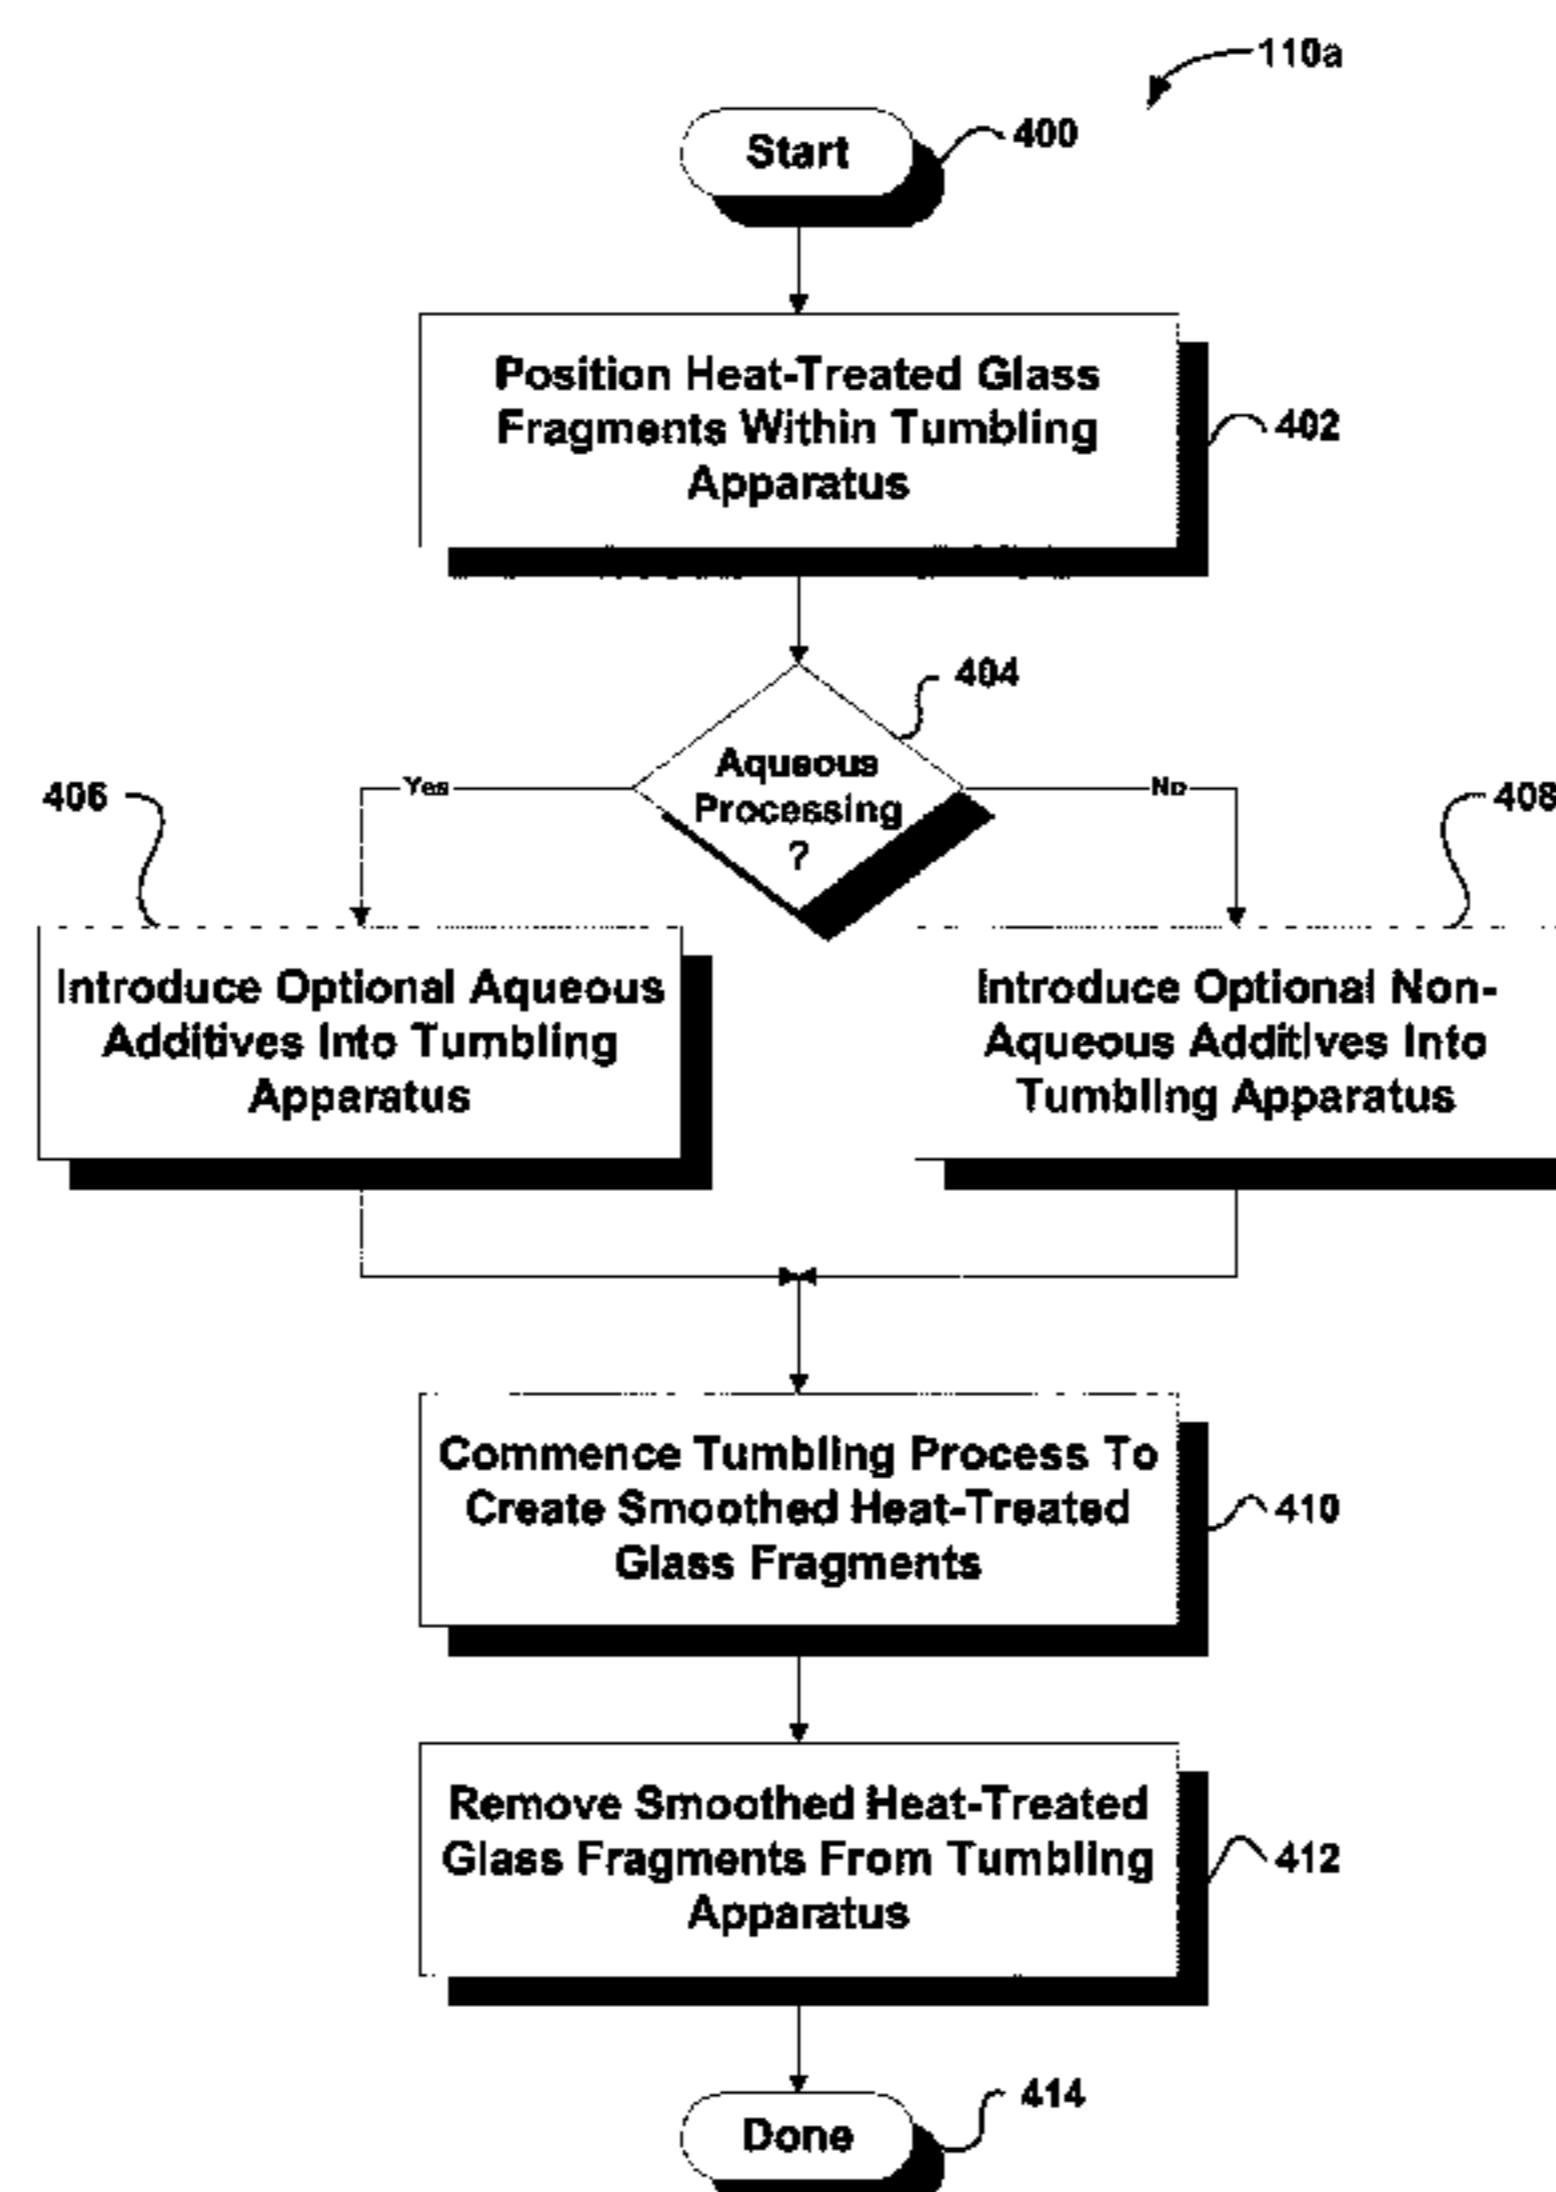 110a
Start
400
Position Heat-Treated Glass
Fragments Within Tumbling
Apparatus
402
404
Aqueous
Processing
?
Yes
No
406
408
Introduce Optional Aqueous
Additives Into Tumbling
Apparatus
Introduce Optional Non-
Aqueous Additives Into
Tumbling Apparatus
Commence Tumbling Process To
Create Smoothed Heat-Treated
Glass Fragments
410
Remove Smoothed Heat-Treated
Glass Fragments From Tumbling
Apparatus
412
414
Done